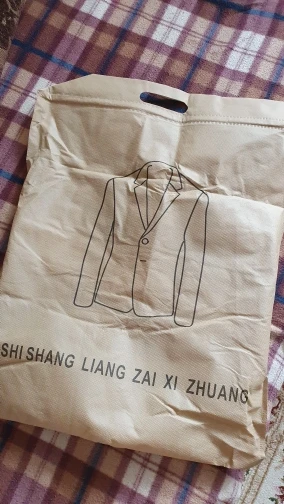 SHI SHANG LIANG ZAI XI ZHUANG